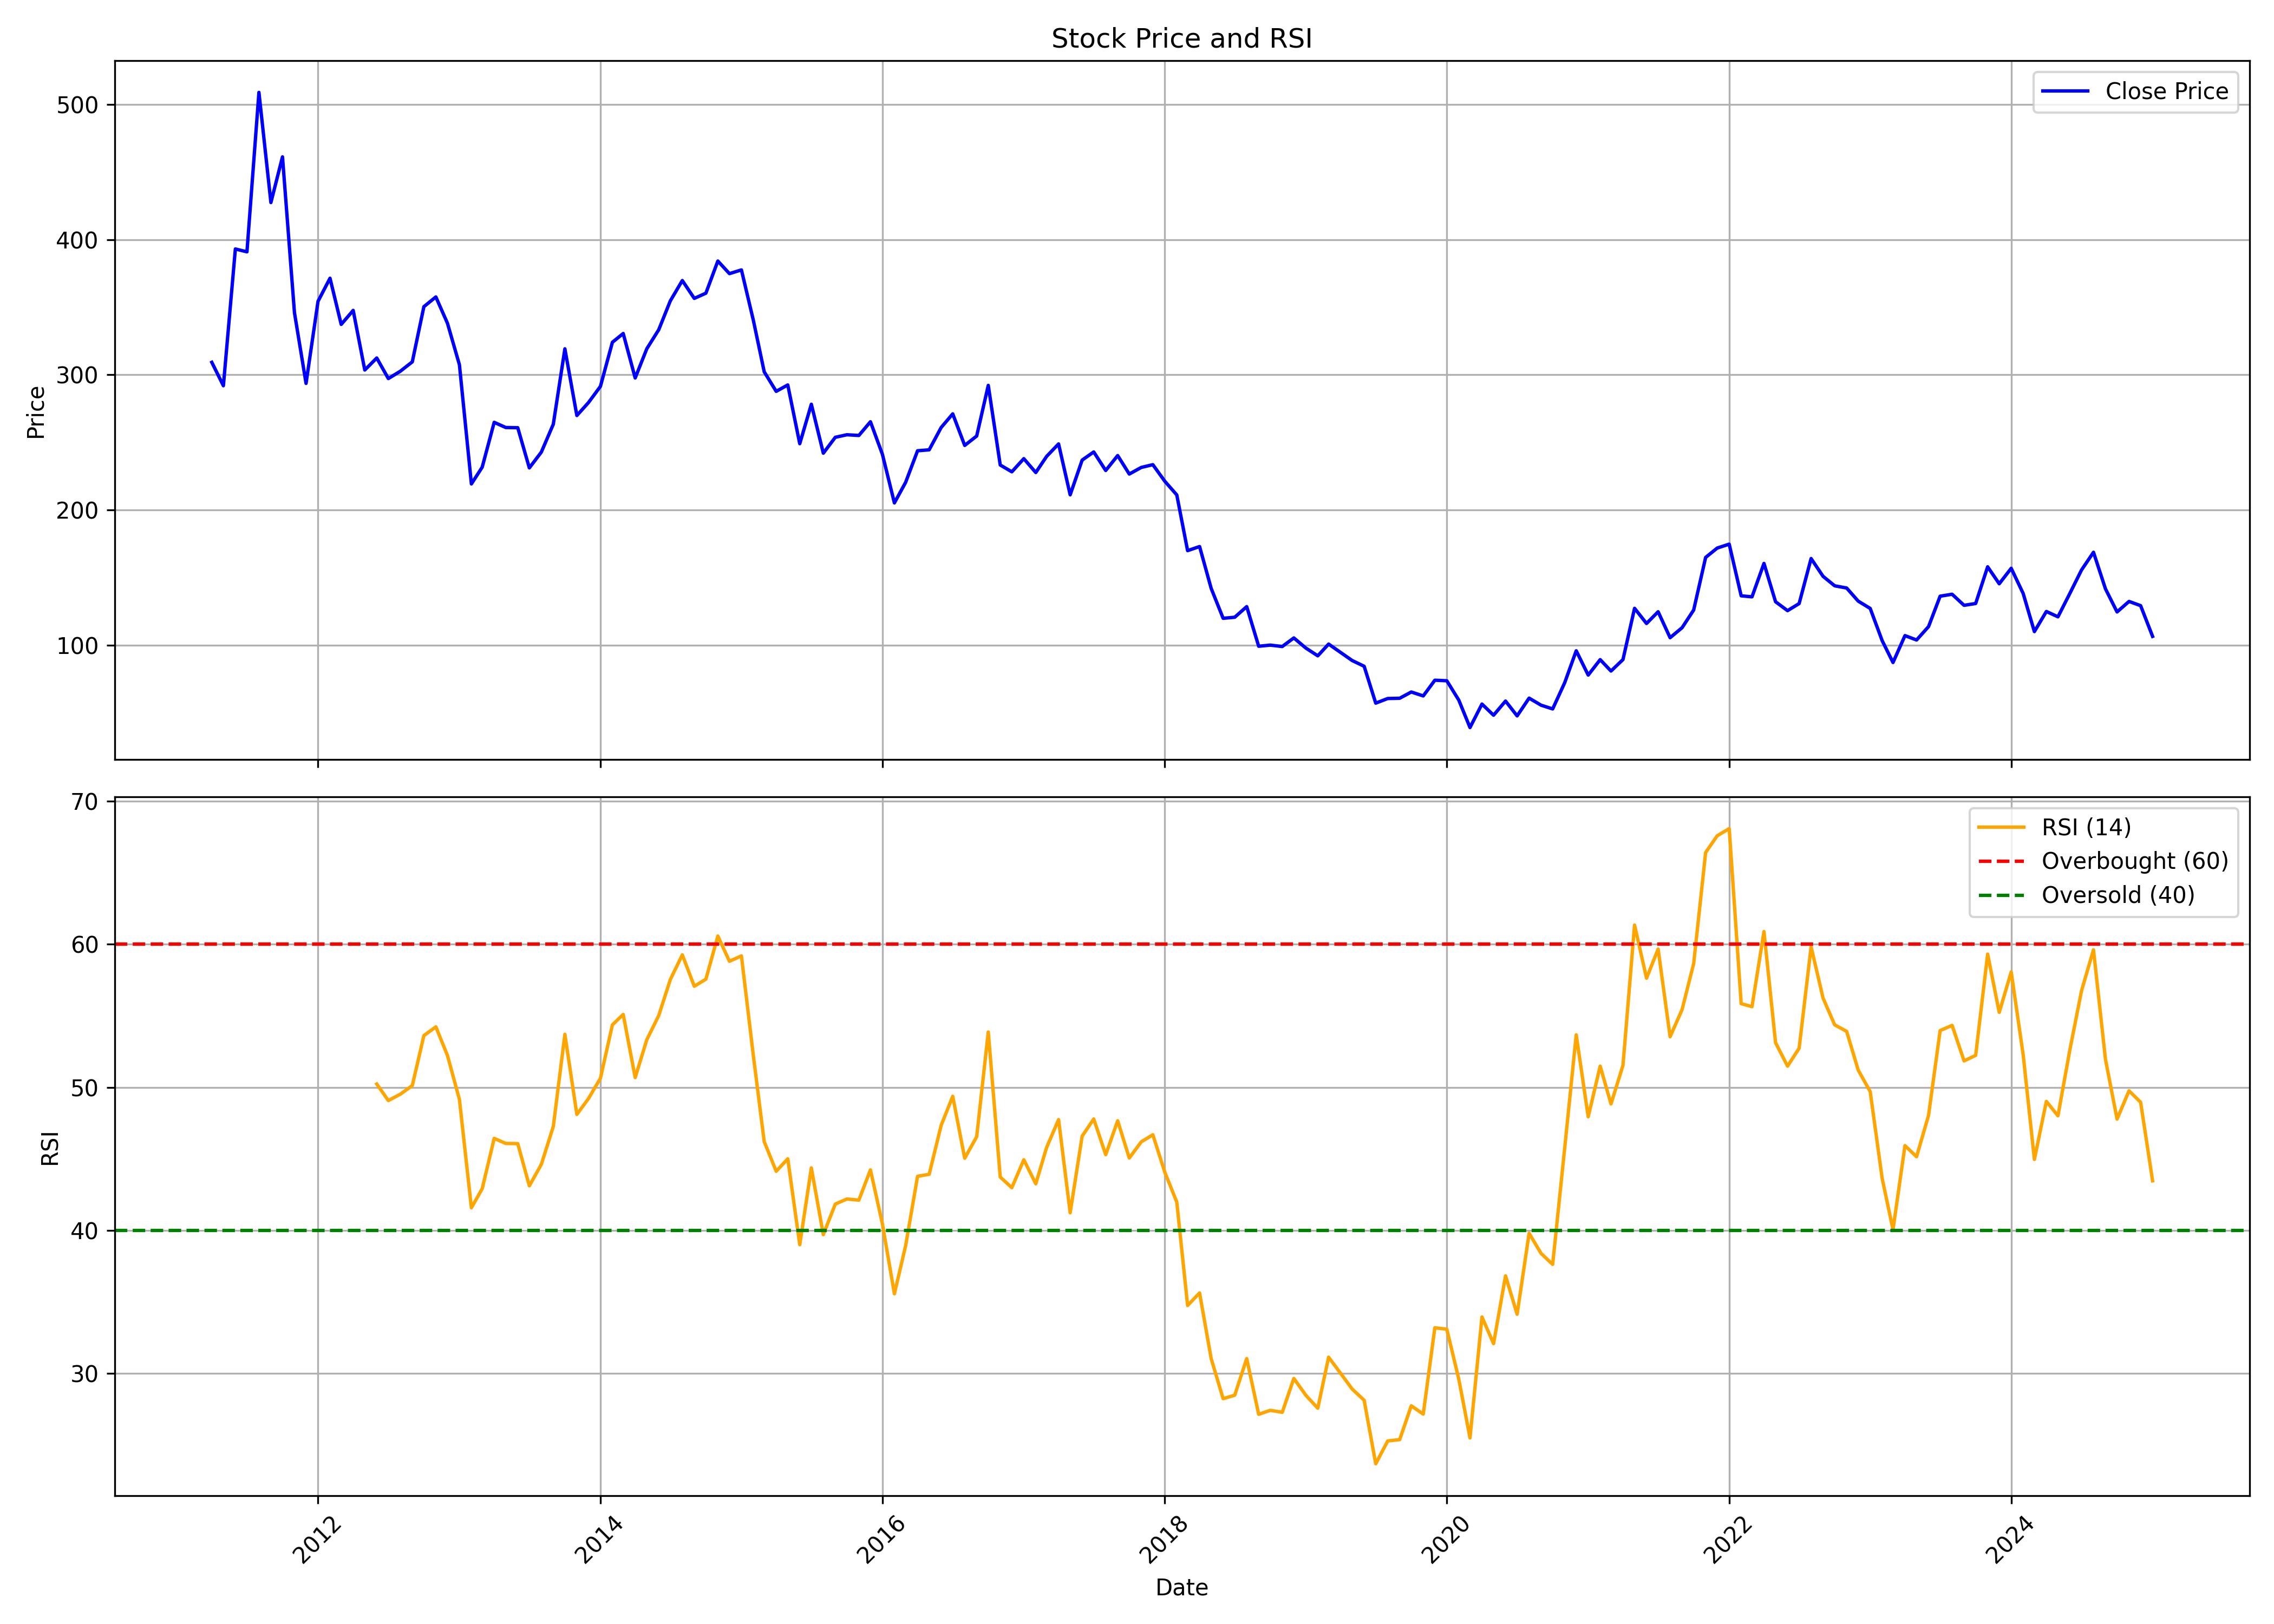 Stock Price and RSI
Close Price
500
400
300
200
100
Price
70
60
50
40
30
RSI
RSI (14)
Overbought (60)
Oversold (40)
2012
2014
2016
2018
2020
2022
2024
Date